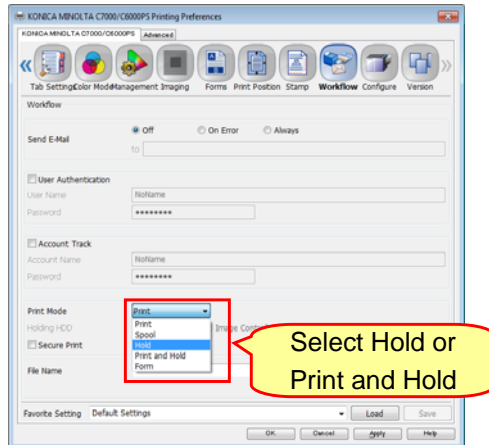 KONICA MINOLTA C7000/C6000PS Printing Preferences
KONICA MINOLTA C7000/C6000PS Advanced
Tab Settings Color Mode Management Imaging Forms Print Position Stamp Workflow Configure Version
Workflow
Send E-Mail Off On Error Always
to
User Authentication
User Name NoName
Password ********
Account Track
Account Name NoName
Password ********
Print Mode Print
Print
Holding HDD Image
Spool
Hold
Secure Print
Print and Hold
Form
File Name
Select Hold or
Print and Hold
Favorite Setting Default Settings Load Save
OK Cancel Apply Help